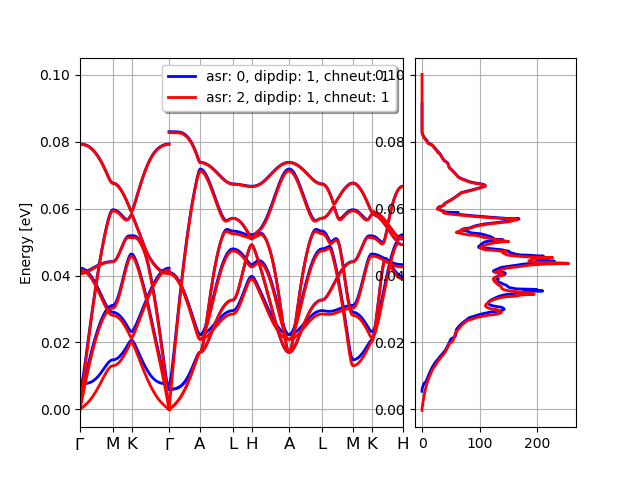 asr: 0, dipdip: 1, chneut: 1
asr: 2, dipdip: 1, chneut: 1
Energy [eV]
0.10
0.08
0.06
0.04
0.02
0.00
Γ M K Γ A L H A L M K H
0.10
0.08
0.06
0.04
0.02
0.00
0 100 200